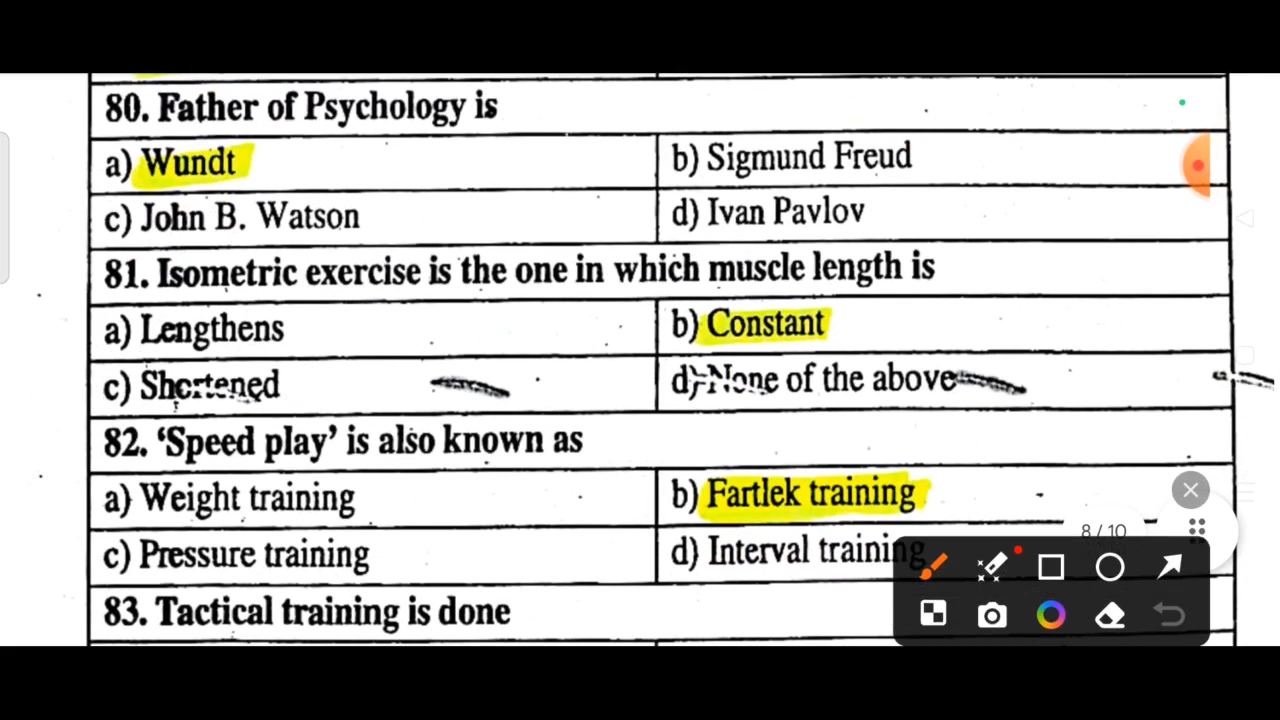 80. Father of Psychology is
a) Wundt
b) Sigmund Freud
c) John B. Watson
d) Ivan Pavlov
81. Isometric exercise is the one in which muscle length is
a) Lengthens
b) Constant
c) Shortened
d) None of the above
82. ‘Speed play’ is also known as
a) Weight training
b) Fartlek training
8 / 10
c) Pressure training
d) Interval training
83. Tactical training is done